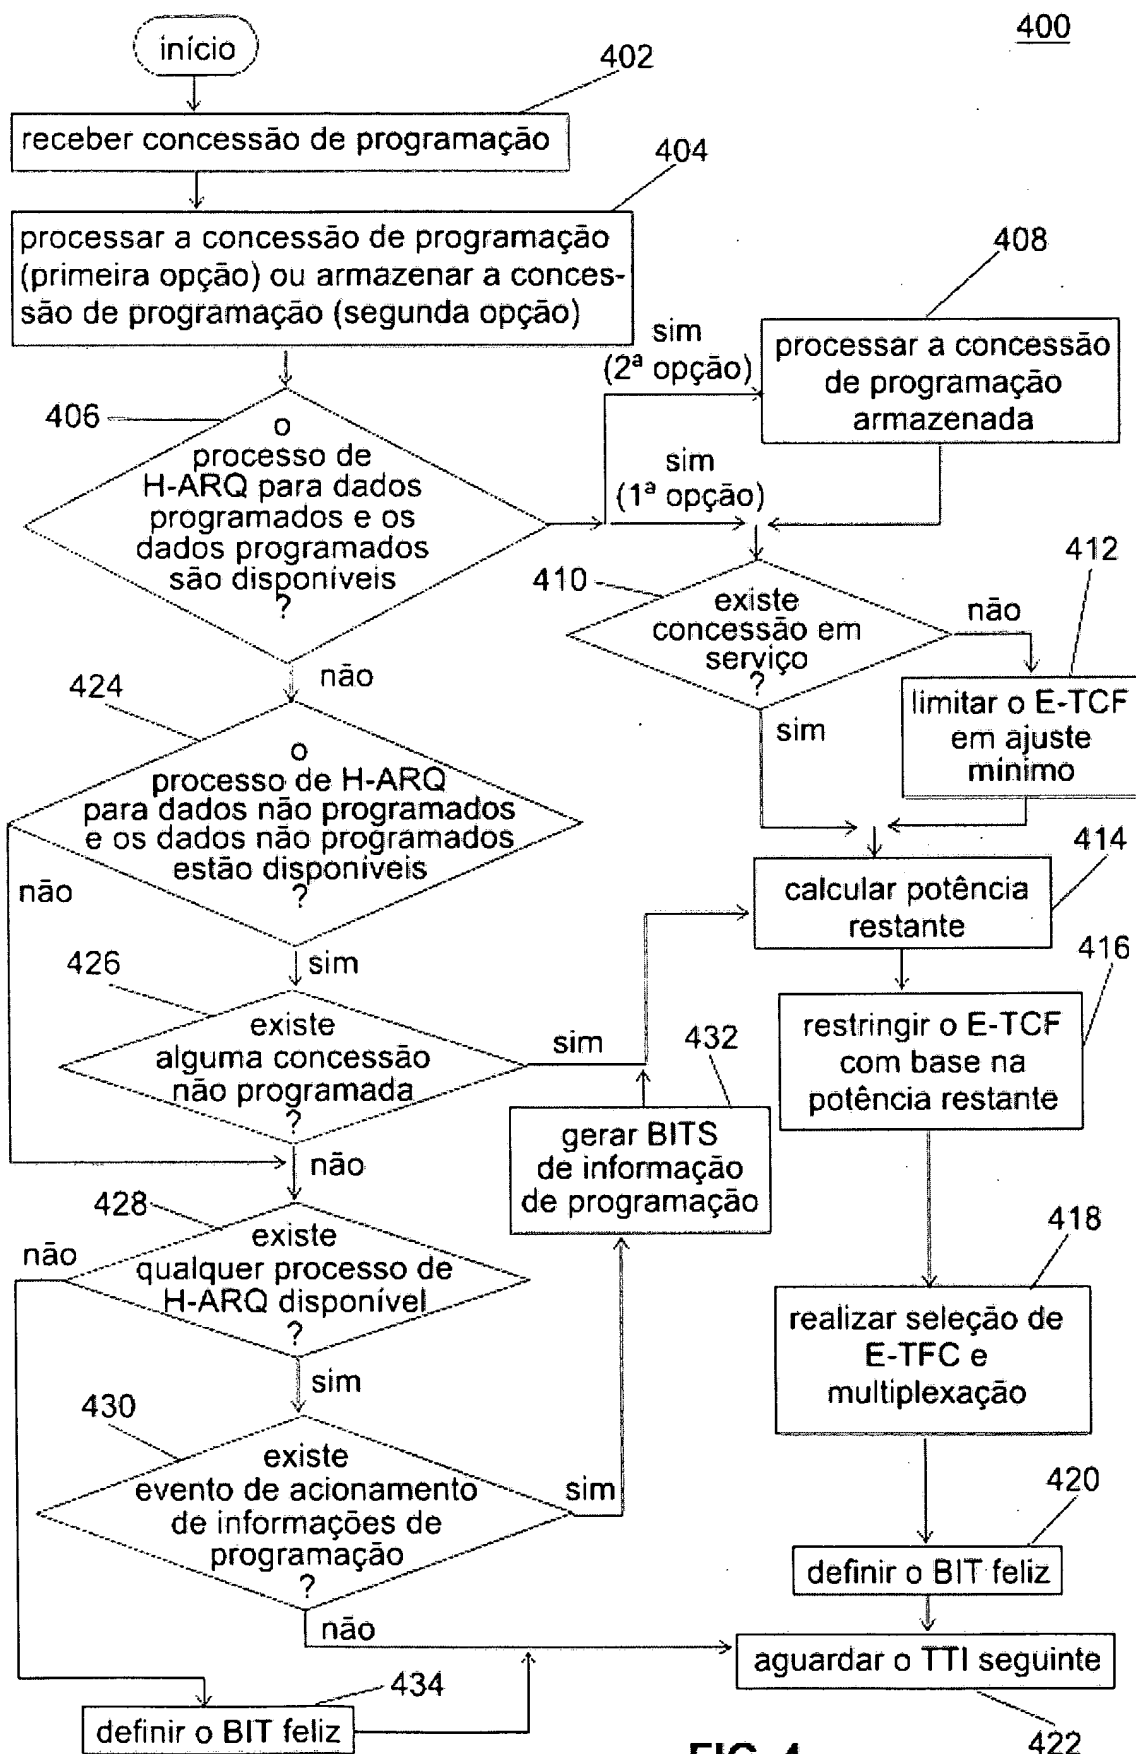 400
início
402
receber concessão de programação
404
processar a concessão de programação
(primeira opção) ou armazenar a conces-
são de programação (segunda opção)
408
sim
(2ª opção)
processar a concessão
de programação
armazenada
406
o
processo de
H-ARQ para dados
programados e os
dados programados
são disponíveis
?
sim
(1ª opção)
410
existe
concessão em
serviço
?
não
412
sim
limitar o E-TCF
em ajuste
mínimo
não
424
o
processo de H-ARQ
para dados não programados
e os dados não programados
estão disponíveis
?
não
414
calcular potência
restante
sim
426
existe
alguma concessão
não programada
?
sim
432
gerar BITS
de informação
de programação
416
restringir o E-TCF
com base na
potência restante
não
428
não
existe
qualquer processo de
H-ARQ disponível
?
418
realizar seleção de
E-TFC e
multiplexação
sim
430
existe
evento de acionamento
de informações de
programação
?
sim
420
definir o BIT feliz
não
aguardar o TTI seguinte
434
definir o BIT feliz
422
FIG. 4